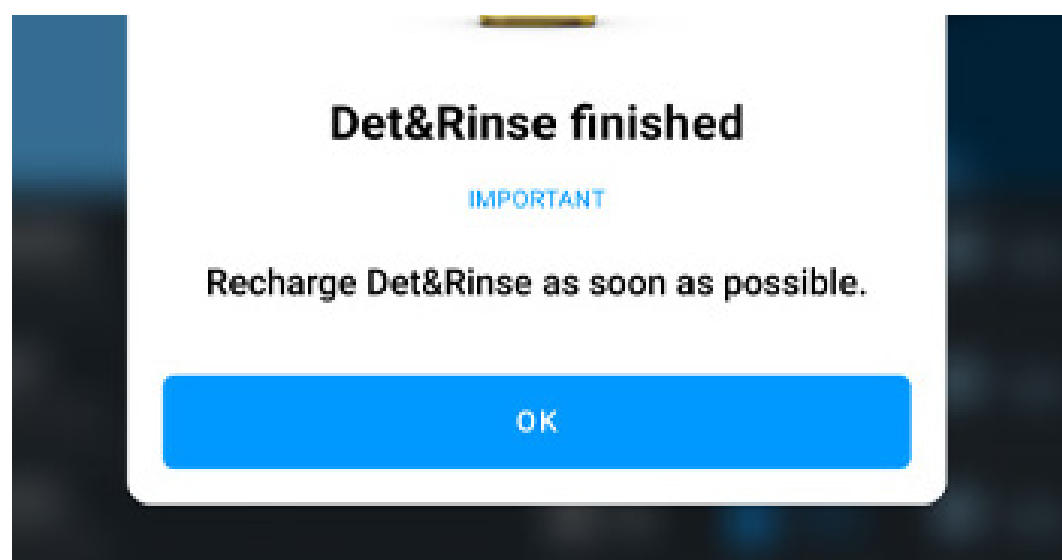 Det&Rinse finished
IMPORTANT
Recharge Det&Rinse as soon as possible.
OK